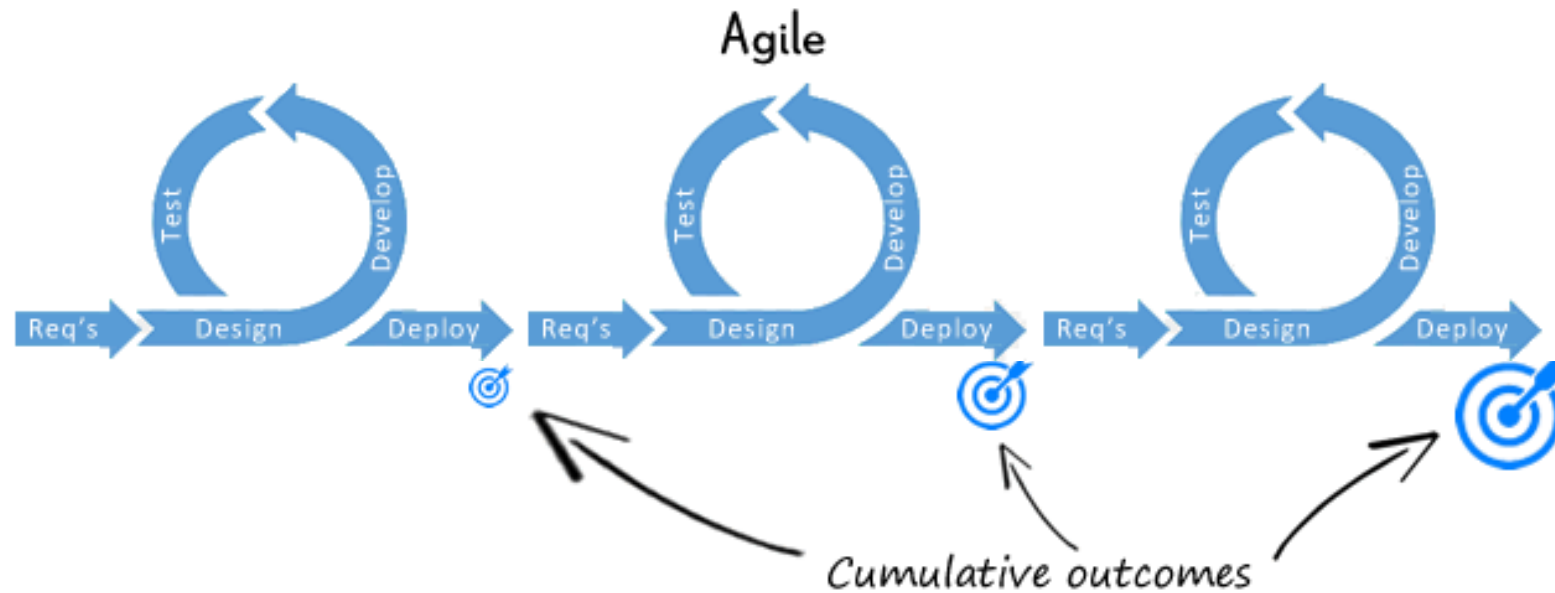 Agile
Test
Develop
Req's
Design
Deploy
Test
Develop
Req's
Design
Deploy
Test
Develop
Req's
Design
Deploy
Cumulative outcomes